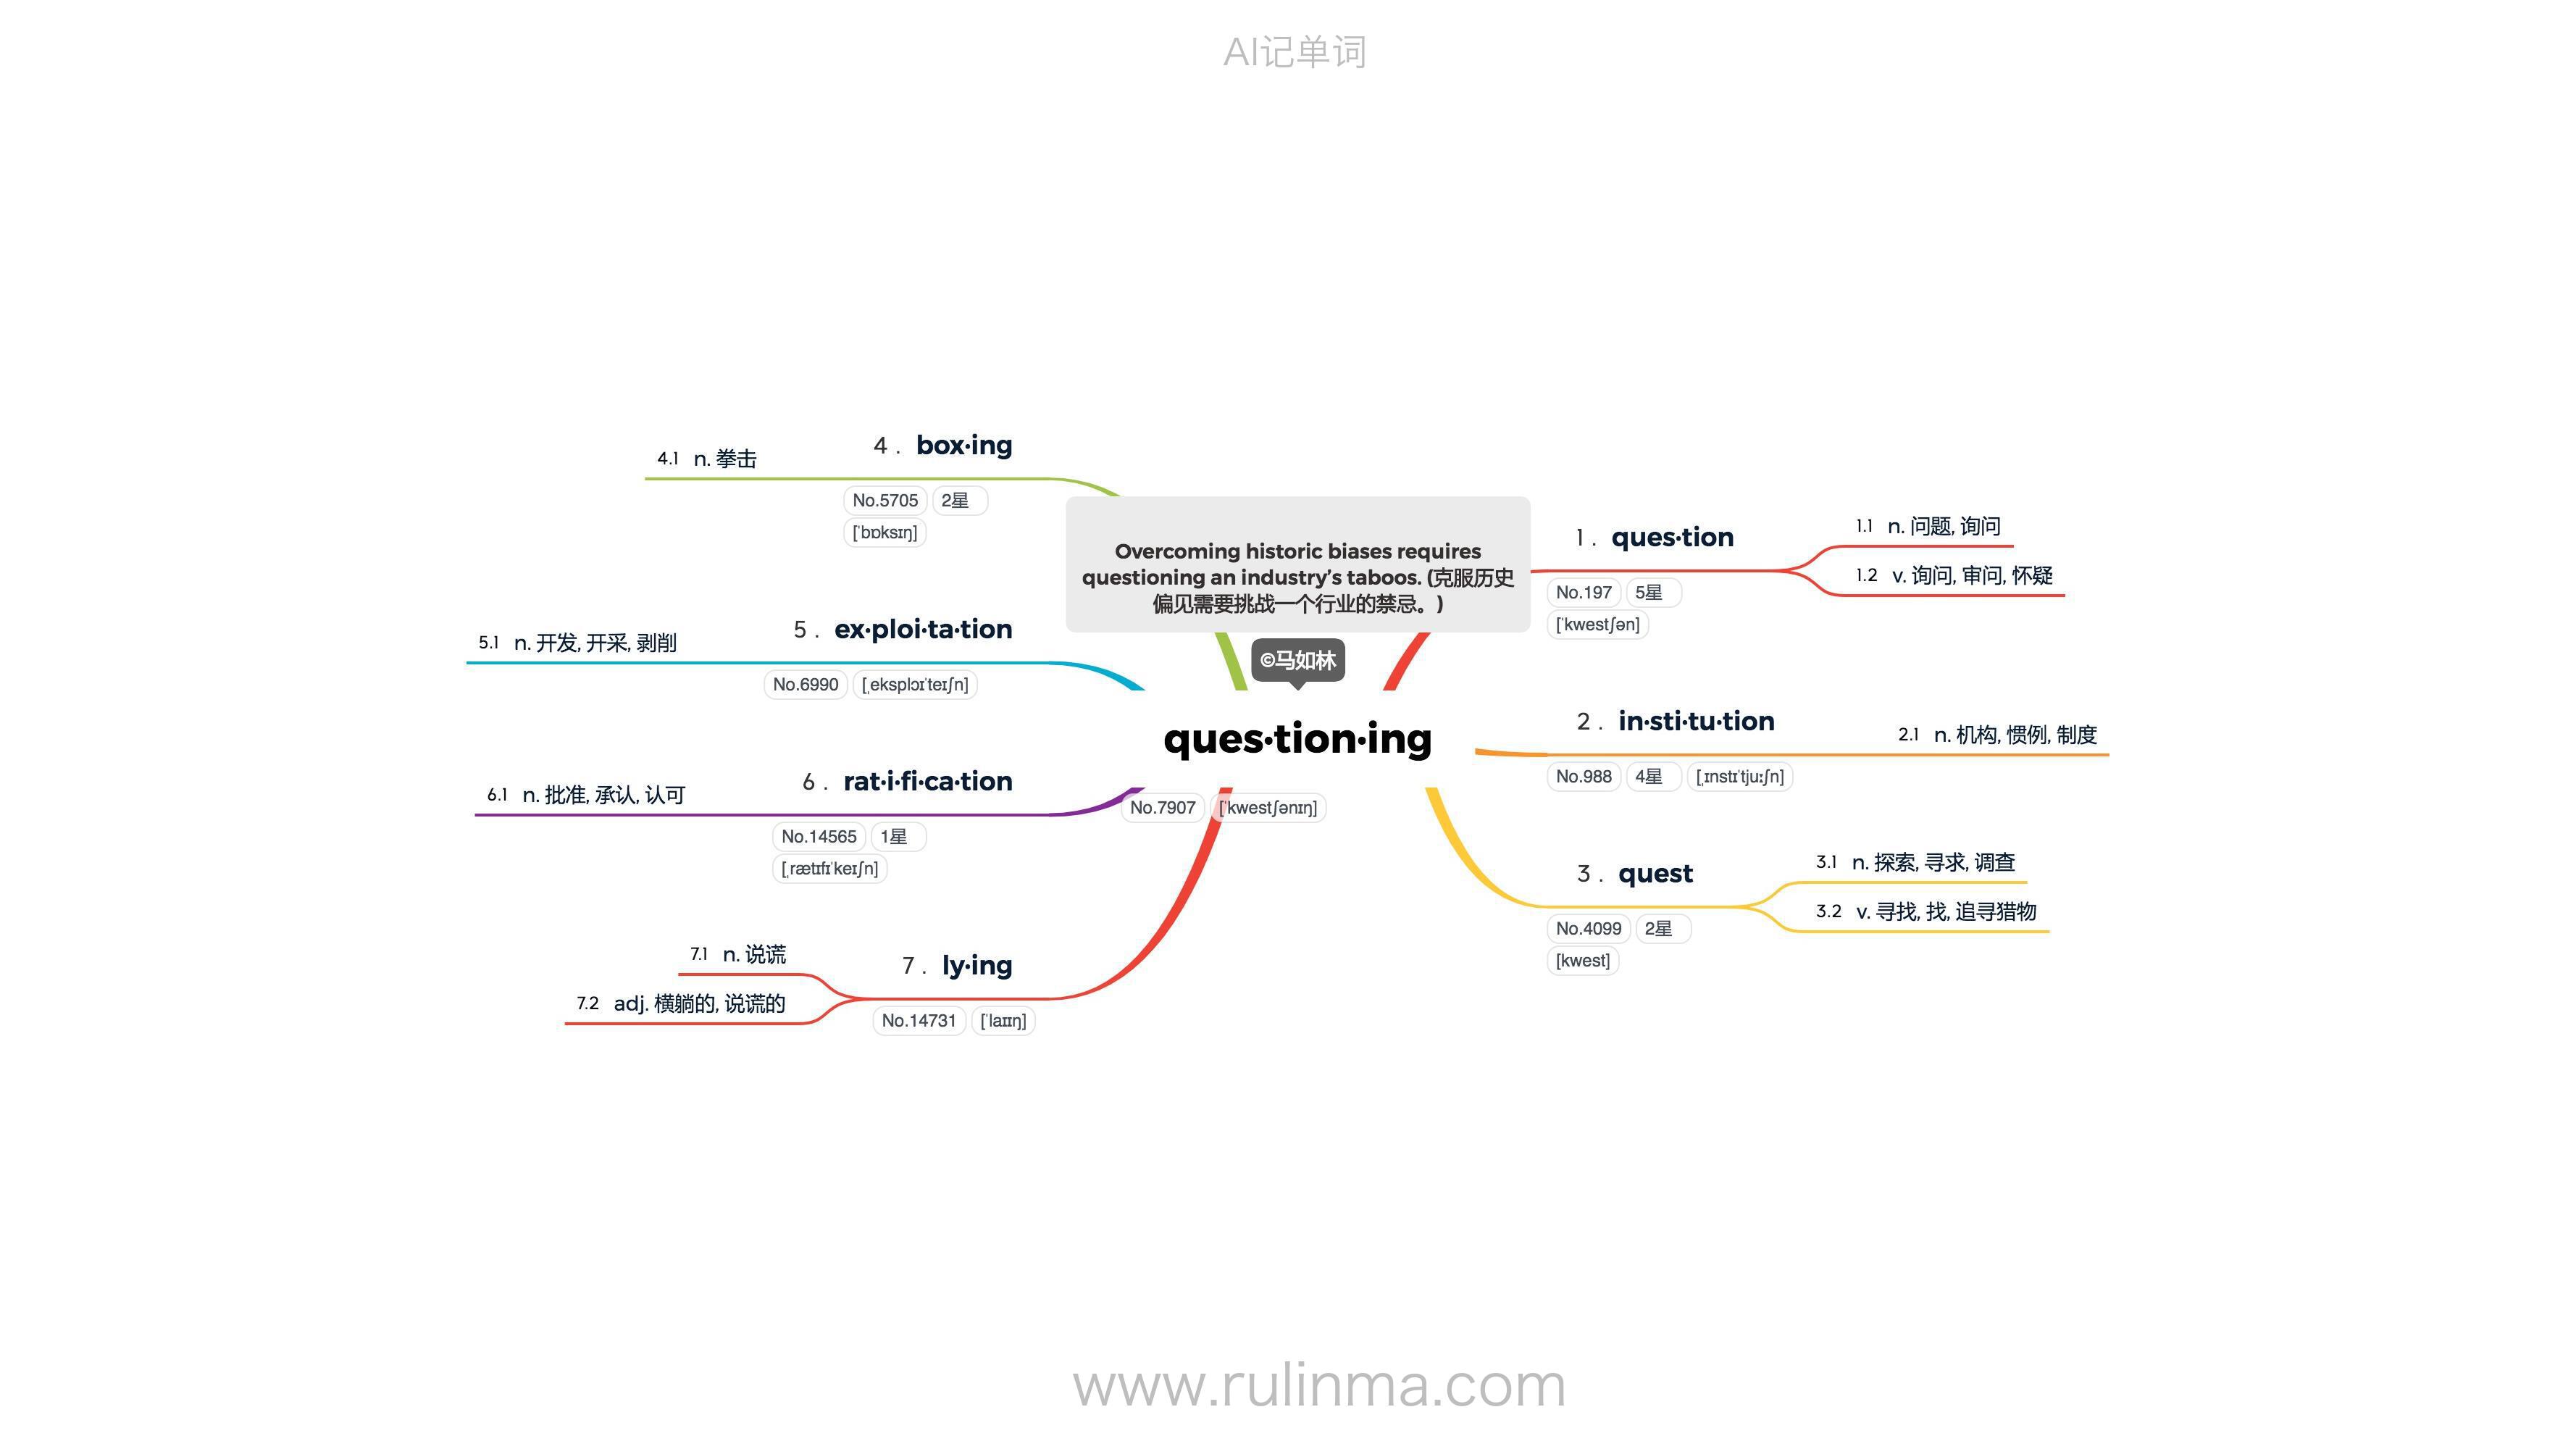 AI记单词
Overcoming historic biases requires
questioning an industry’s taboos. (克服历史
偏见需要挑战一个行业的禁忌。)
©马如林
ques·tion·ing
No.7907 [ˈkwestʃənɪŋ]
1 . ques·tion
No.197 5星
[ˈkwestʃən]
1.1 n. 问题, 询问
1.2 v. 询问, 审问, 怀疑
2 . in·sti·tu·tion
No.988 4星 [ˌɪnstɪˈtjuːʃn]
2.1 n. 机构, 惯例, 制度
3 . quest
No.4099 2星
[kwest]
3.1 n. 探索, 寻求, 调查
3.2 v. 寻找, 找, 追寻猎物
4 . box·ing
No.5705 2星
[ˈbɒksɪŋ]
4.1 n. 拳击
5 . ex·ploi·ta·tion
No.6990 [ˌeksplɔɪˈteɪʃn]
5.1 n. 开发, 开采, 剥削
6 . rat·i·fi·ca·tion
No.14565 1星
[ˌrætɪfɪˈkeɪʃn]
6.1 n. 批准, 承认, 认可
7 . ly·ing
No.14731 [ˈlaɪɪŋ]
7.1 n. 说谎
7.2 adj. 横躺的, 说谎的
www.rulinma.com